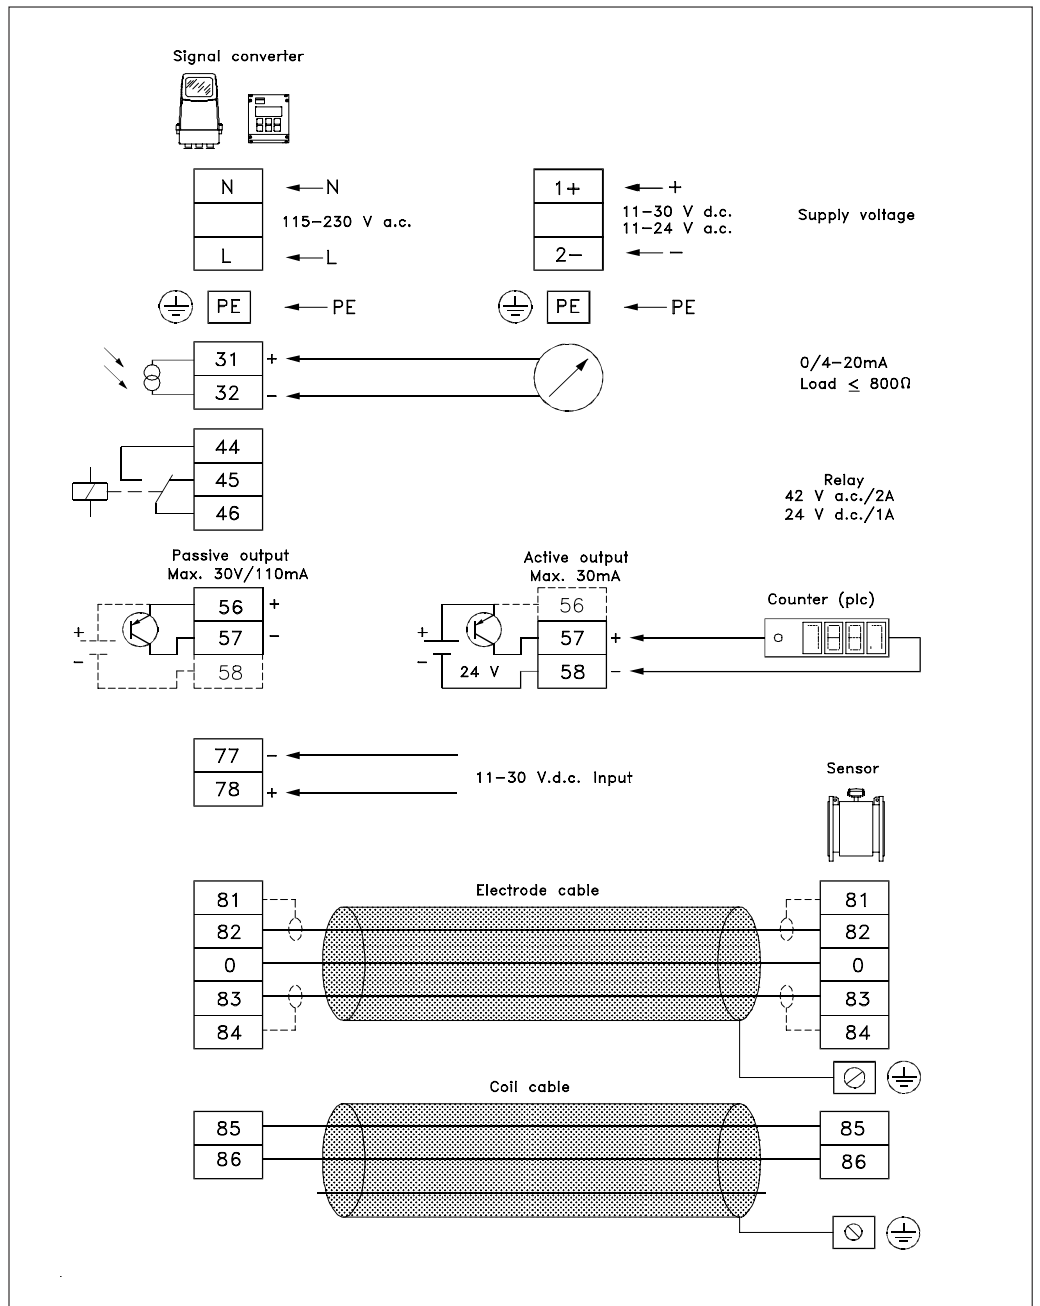 Signal converter
N N 1+ +
115-230 V a.c. 11-30 V d.c.
11-24 V a.c. Supply voltage
L L 2- -
PE PE PE PE
31 + 0/4-20mA
32 - Load ≤ 800Ω
44
45 Relay
42 V a.c./2A
46 24 V d.c./1A
Passive output Active output
Max. 30V/110mA Max. 30mA
56 + 56 Counter (plc)
+ 57 - + 57 +
- 58 - 24 V 58 -
77 -
11-30 V.d.c. Input
78 +
Sensor
Electrode cable
81 81
82 82
0 0
83 83
84 84
Coil cable
85 85
86 86